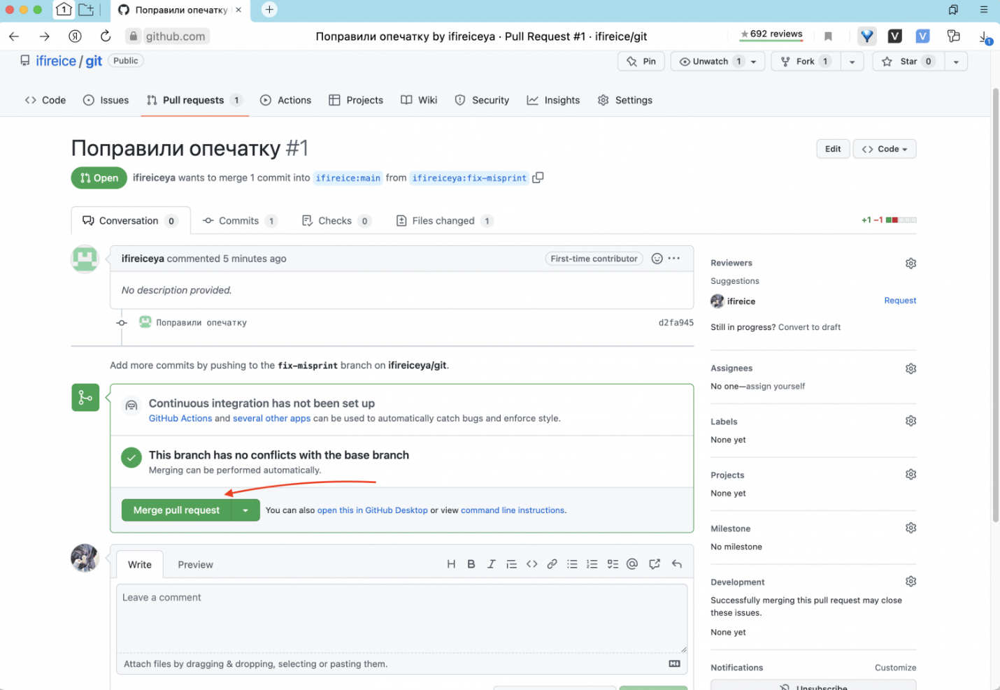 1
Поправили опечатку
github.com
Поправили опечатку by ifireiceya · Pull Request #1 · ifireice/git
★692 reviews
1
ifireice / git Public
Pin
Unwatch 1
Fork 1
Star 0
Code
Issues
Pull requests 1
Actions
Projects
Wiki
Security
Insights
Settings
Поправили опечатку #1
Edit
Code
Open ifireiceya wants to merge 1 commit into ifireice:main from ifireiceya:fix-misprint
Conversation 0
Commits 1
Checks 0
Files changed 1
+1 −1
ifireiceya commented 5 minutes ago
First-time contributor
No description provided.
Поправили опечатку d2fa945
Add more commits by pushing to the fix-misprint branch on ifireiceya/git.
Continuous integration has not been set up
GitHub Actions and several other apps can be used to automatically catch bugs and enforce style.
This branch has no conflicts with the base branch
Merging can be performed automatically.
Merge pull request
You can also open this in GitHub Desktop or view command line instructions.
Write
Preview
Leave a comment
Attach files by dragging & dropping, selecting or pasting them.
Reviewers
Suggestions
ifireice Request
Still in progress? Convert to draft
Assignees
No one—assign yourself
Labels
None yet
Projects
None yet
Milestone
No milestone
Development
Successfully merging this pull request may close
these issues.
None yet
Notifications Customize
Unsubscribe